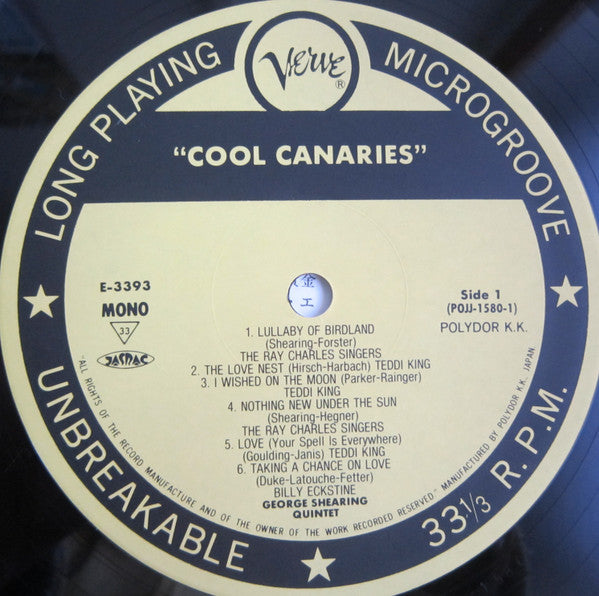 LONG PLAYING
MICROGROOVE
Verve
®
"COOL CANARIES"
E-3393
MONO
33
JASRAC
Side 1
(POJJ-1580-1)
POLYDOR K.K.
金
工
1. LULLABY OF BIRDLAND
(Shearing-Forster)
THE RAY CHARLES SINGERS
2. THE LOVE NEST (Hirsch-Harbach) TEDDI KING
3. I WISHED ON THE MOON (Parker-Rainger)
TEDDI KING
4. NOTHING NEW UNDER THE SUN
(Shearing-Hegner)
THE RAY CHARLES SINGERS
5. LOVE (Your Spell Is Everywhere)
(Goulding-Janis) TEDDI KING
6. TAKING A CHANCE ON LOVE
(Duke-Latouche-Fetter)
BILLY ECKSTINE
GEORGE SHEARING
QUINTET
"ALL RIGHTS OF THE RECORD MANUFACTURE AND OF THE OWNER OF THE WORK RECORDED RESERVED" MANUFACTURED BY POLYDOR K.K. JAPAN
UNBREAKABLE
33 1/3 R.P.M.